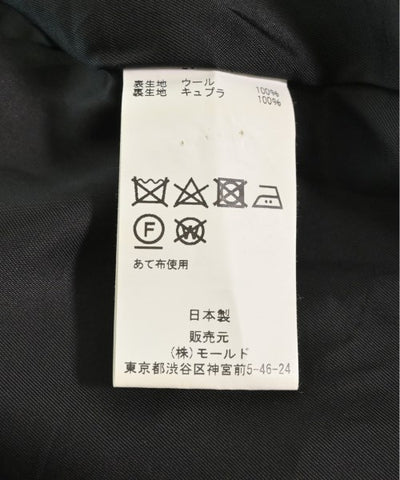 表生地 ウール 100%
裏生地 キュプラ 100%
F W
あて布使用
日本製
販売元
(株)モールド
東京都渋谷区神宮前5-46-24